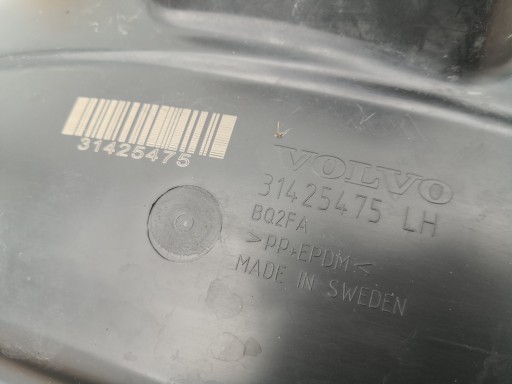 31425475
VOLVO
31425475 LH
BQ2FA
>PP+EPDM<
MADE IN SWEDEN